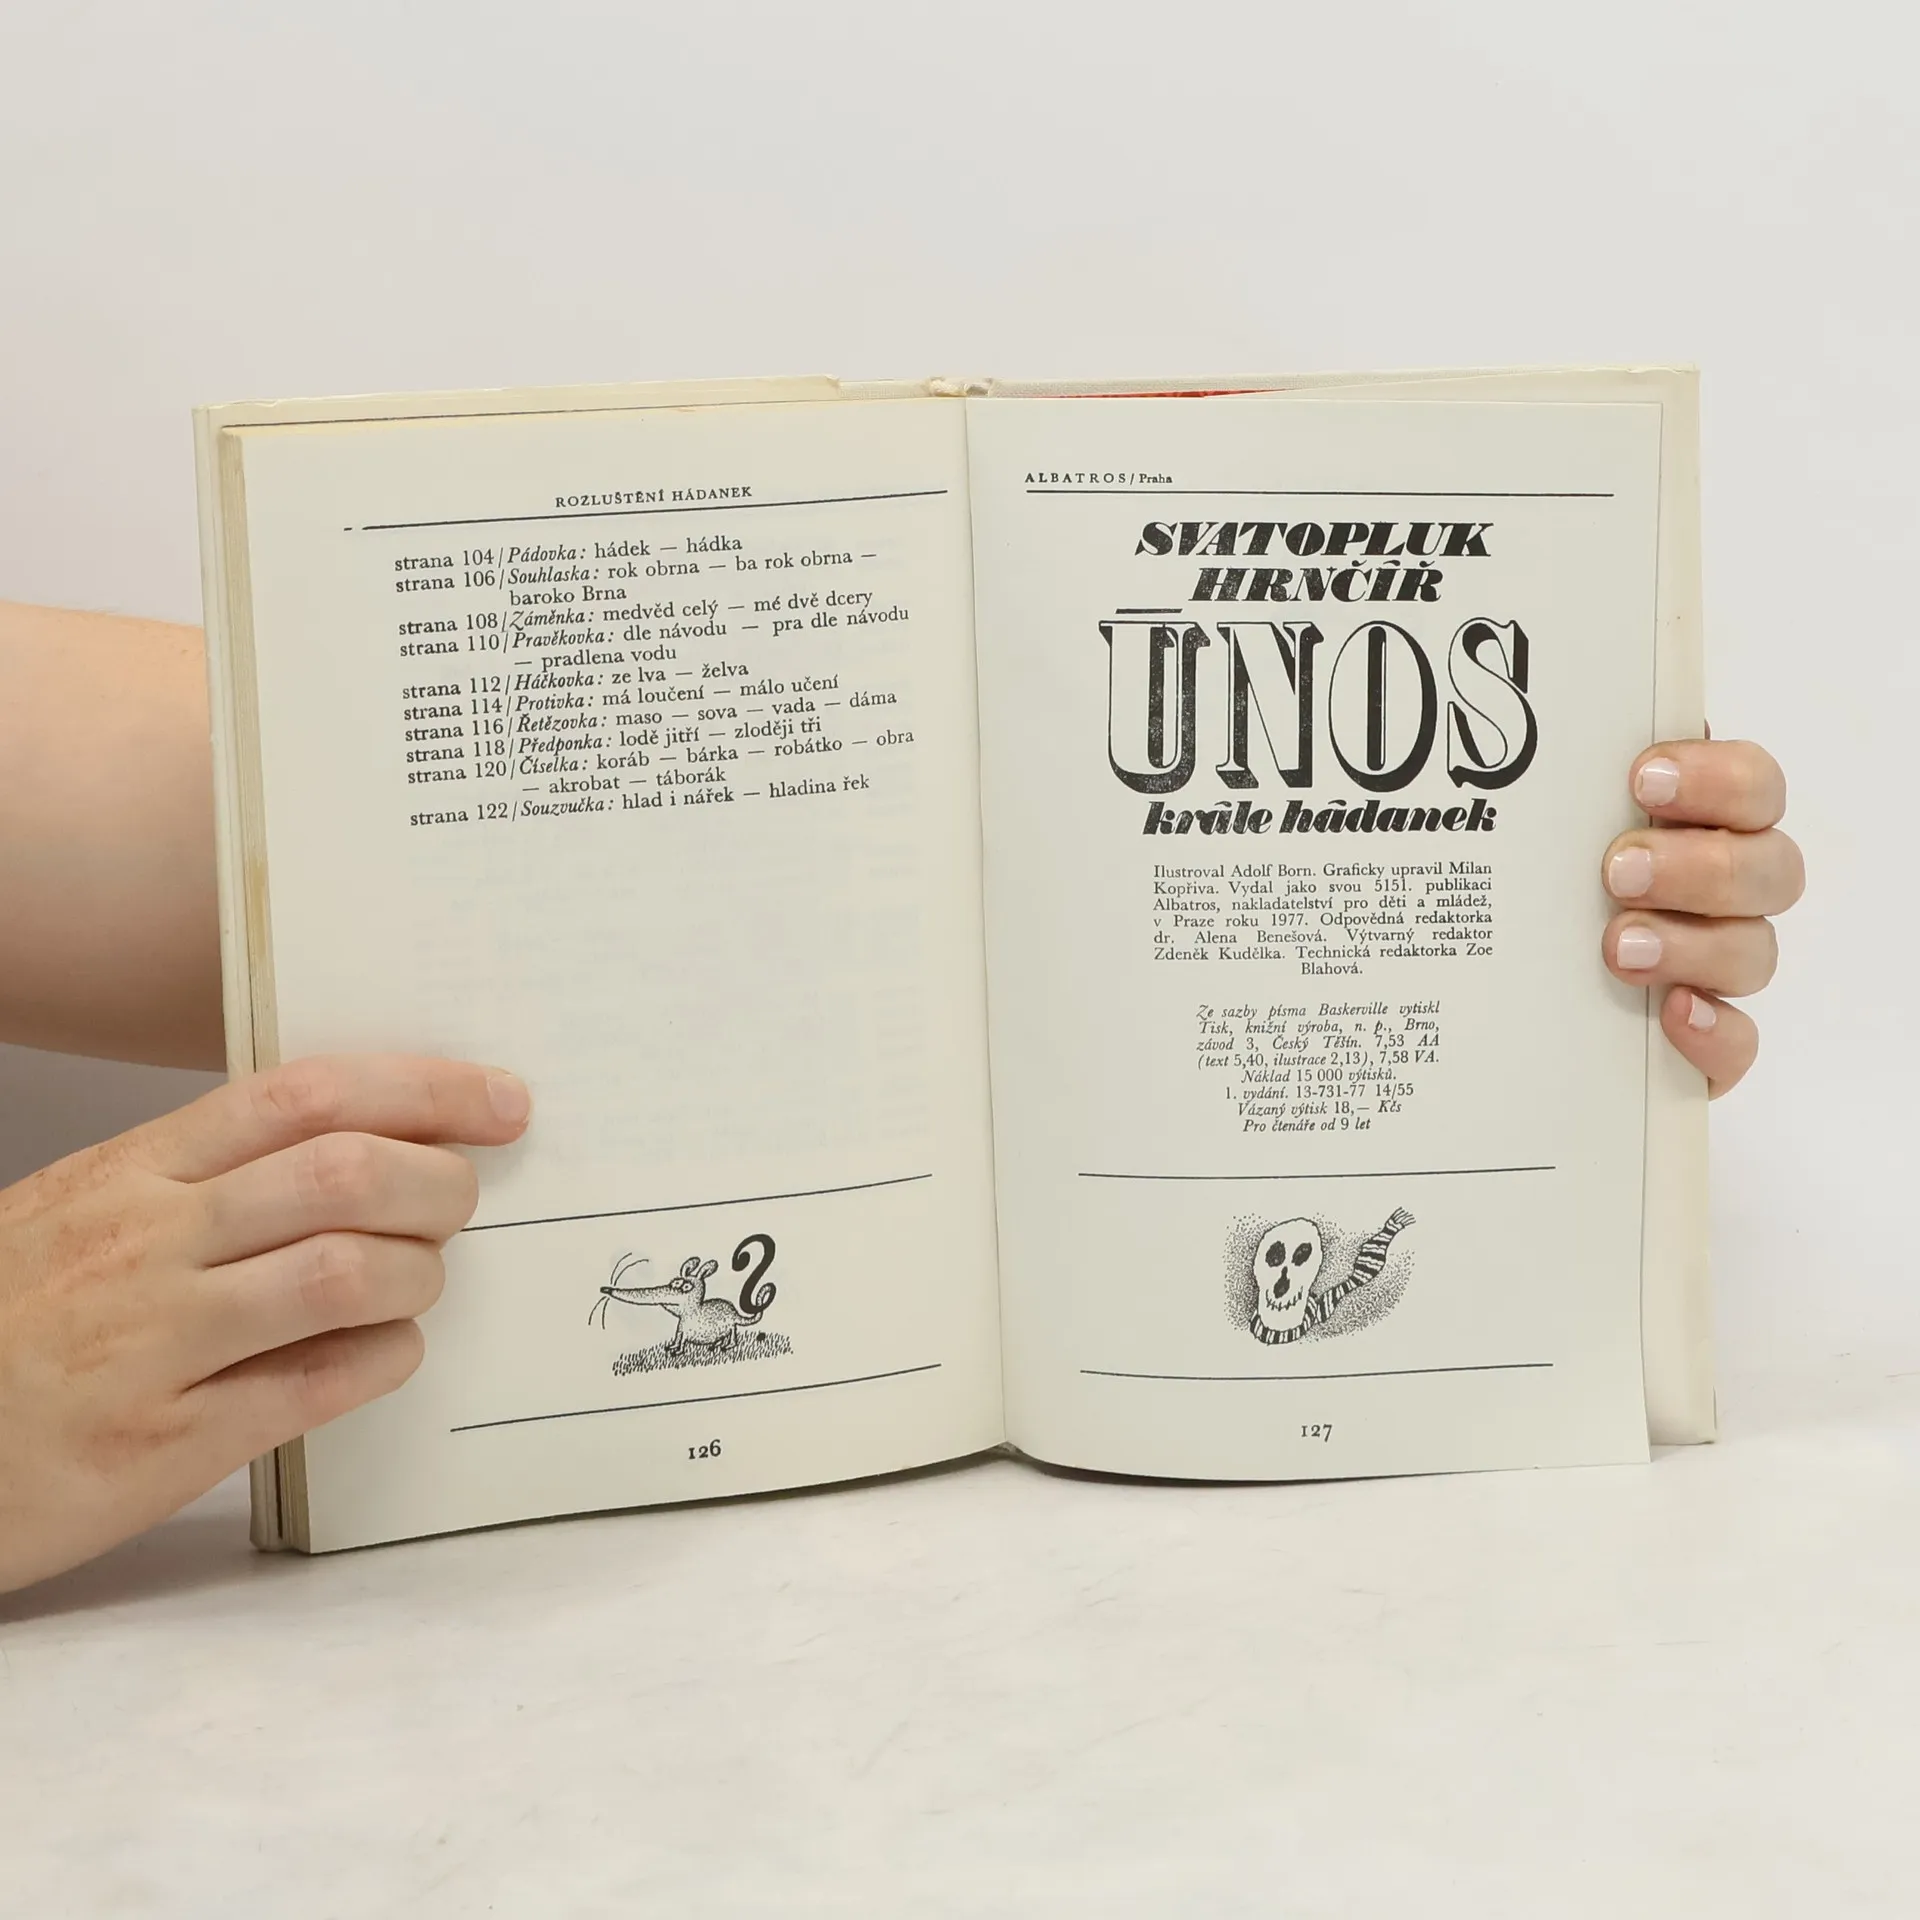 ROZLUŠTĚNÍ HÁDANEK
strana 104/Pádovka: hádek — hádka
strana 106/Souhlaska: rok obrna — ba rok obrna —
baroko Brna
strana 108/Záměnka: medvěd celý — mé dvě dcery
strana 110/Pravěkovka: dle návodu — pra dle návodu
— pradlena vodu
strana 112/Háčkovka: ze lva — želva
strana 114/Protivka: má loučení — málo učení
strana 116/Řetězovka: maso — sova — vada — dáma
strana 118/Předponka: lodě jitří — zloději tři
strana 120/Číselka: koráb — bárka — robátko — obra
— akrobat — táborák
strana 122/Souzvučka: hlad i nářek — hladina řek
126
ALBATROS/Praha
SVATOPLUK
HRNČÍŘ
ÚNOS
krále hádanek
Ilustroval Adolf Born. Graficky upravil Milan
Kopřiva. Vydal jako svou 5151. publikaci
Albatros, nakladatelství pro děti a mládež,
v Praze roku 1977. Odpovědná redaktorka
dr. Alena Benešová. Výtvarný redaktor
Zdeněk Kudělka. Technická redaktorka Zoe
Blahová.
Ze sazby písma Baskerville vytiskl
Tisk, knižní výroba, n. p., Brno,
závod 3, Český Těšín. 7,53 AA
(text 5,40, ilustrace 2,13), 7,58 VA.
Náklad 15 000 výtisků.
1. vydání. 13-731-77 14/55
Vázaný výtisk 18,— Kčs
Pro čtenáře od 9 let
127